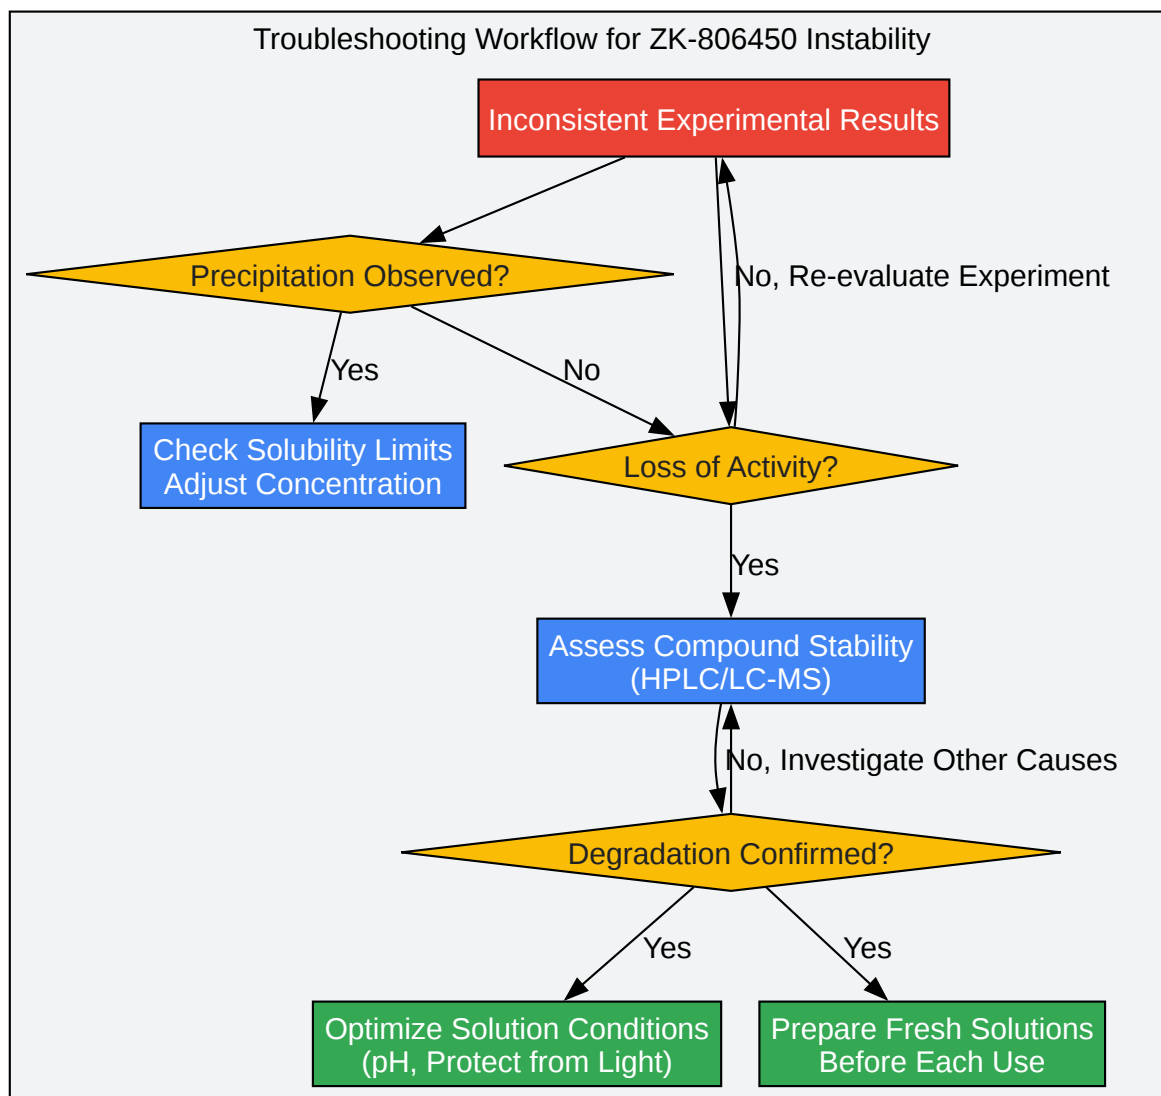 Troubleshooting Workflow for ZK-806450 Instability
Inconsistent Experimental Results
Precipitation Observed?
No, Re-evaluate Experiment
Yes
No
Check Solubility Limits
Adjust Concentration
Loss of Activity?
Yes
Assess Compound Stability
(HPLC/LC-MS)
No, Investigate Other Causes
Degradation Confirmed?
Yes
Yes
Optimize Solution Conditions
(pH, Protect from Light)
Prepare Fresh Solutions
Before Each Use